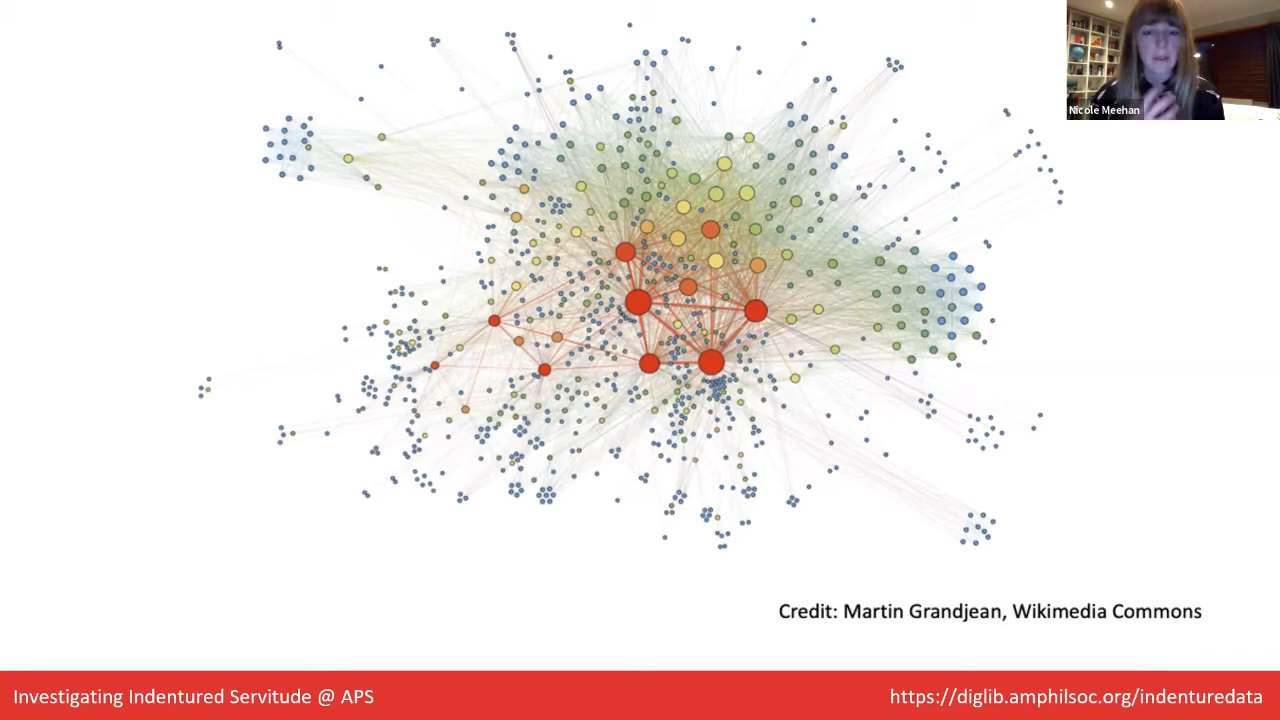 Nicole Meehan
Credit: Martin Grandjean, Wikimedia Commons
Investigating Indentured Servitude @ APS
https://diglib.amphilsoc.org/indenturedata